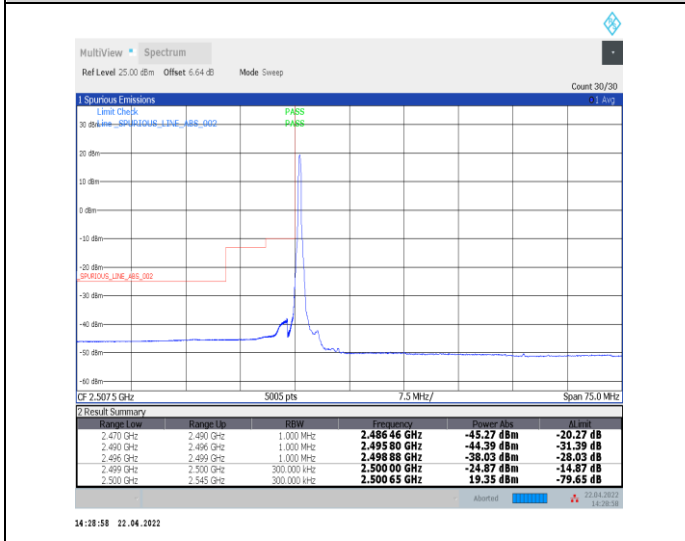 MultiView Spectrum
Ref Level 25.00 dBm Offset 6.64 dB Mode Sweep
Count 30/30
1 Spurious Emissions 1 Avg
Limit Check PASS
30 dBm Line _SPURIOUS_LINE_ABS_002 PASS
20 dBm
10 dBm
0 dBm
-10 dBm
-20 dBm
_SPURIOUS_LINE_ABS_002
-30 dBm
-40 dBm
-50 dBm
-60 dBm
CF 2.5075 GHz 5005 pts 7.5 MHz/ Span 75.0 MHz
2 Result Summary
Range Low Range Up RBW Frequency Power Abs ΔLimit
2.470 GHz 2.490 GHz 1.000 MHz 2.486 46 GHz -45.27 dBm -20.27 dB
2.490 GHz 2.496 GHz 1.000 MHz 2.495 80 GHz -44.39 dBm -31.39 dB
2.496 GHz 2.499 GHz 1.000 MHz 2.498 88 GHz -38.03 dBm -28.03 dB
2.499 GHz 2.500 GHz 300.000 kHz 2.500 00 GHz -24.87 dBm -14.87 dB
2.500 GHz 2.545 GHz 300.000 kHz 2.500 65 GHz 19.35 dBm -79.65 dB
Aborted 22.04.2022
14:28:58
14:28:58 22.04.2022